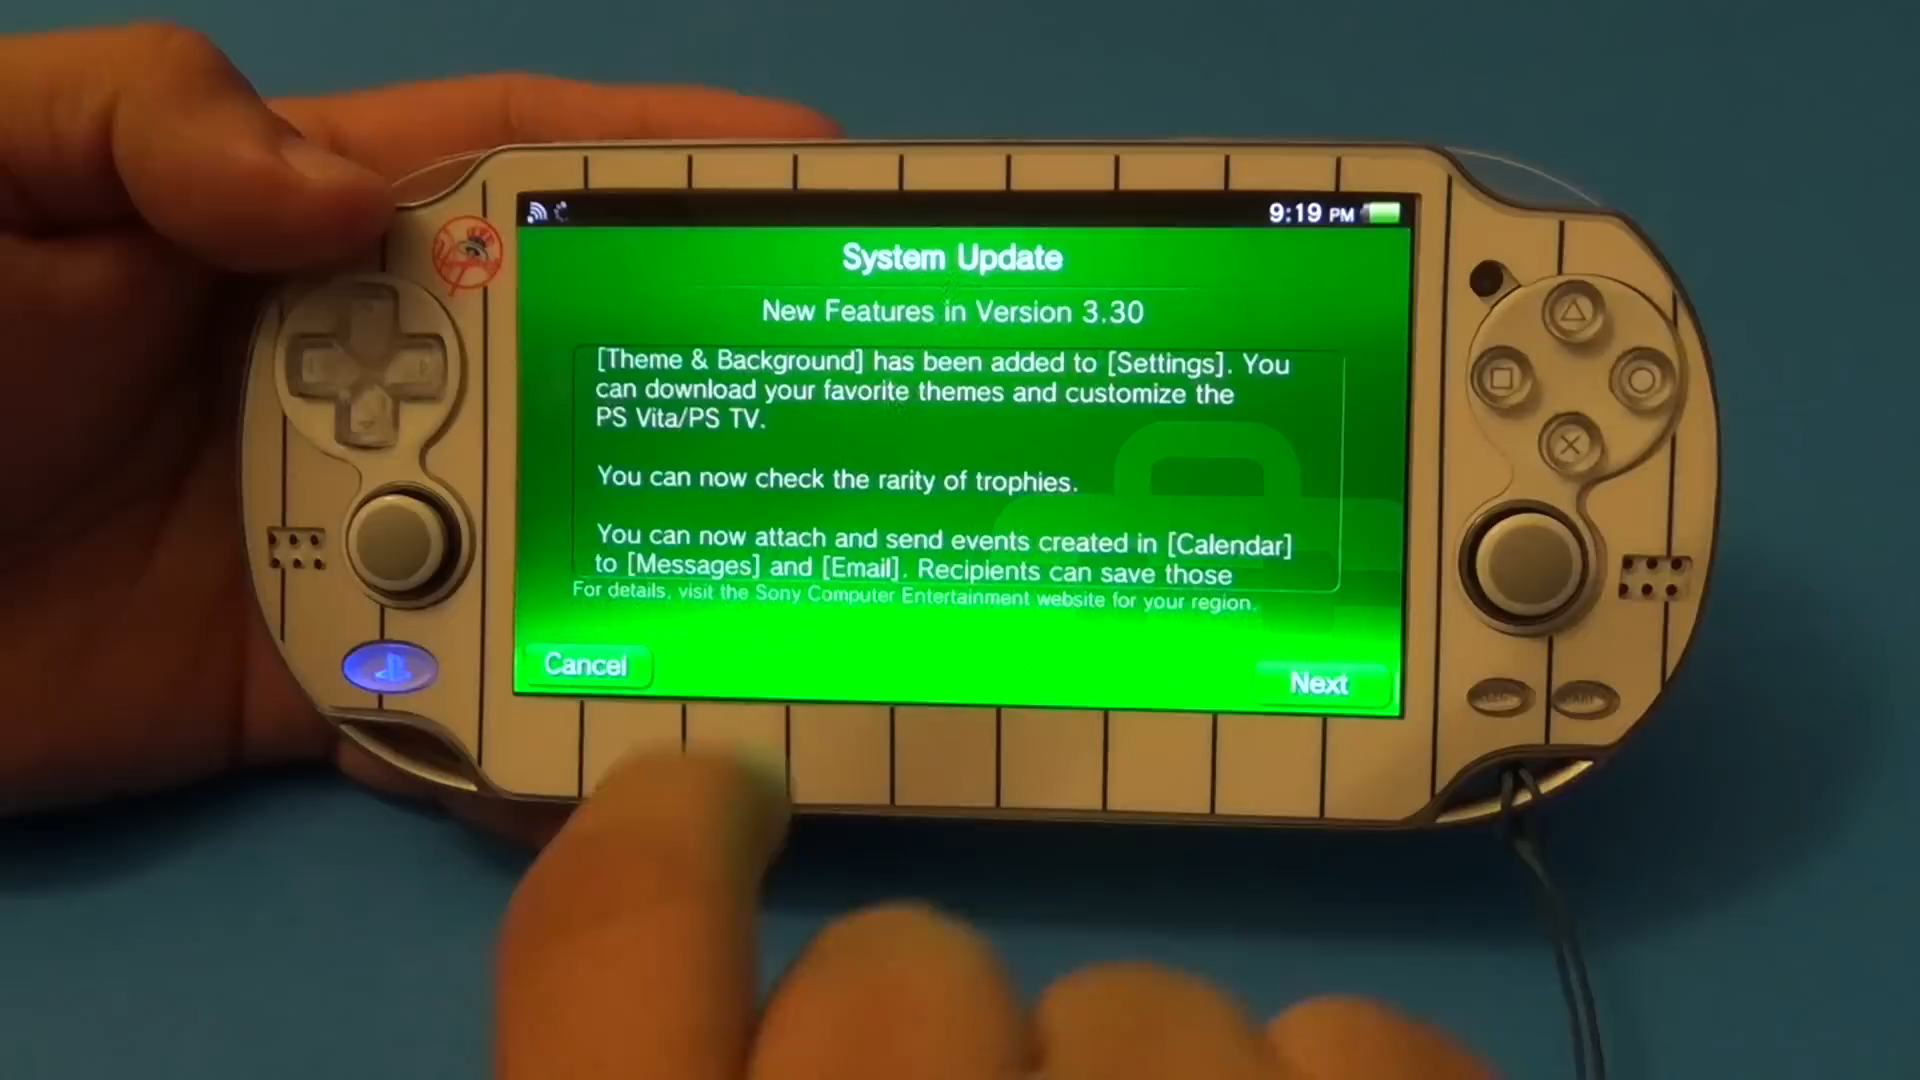 9:19 PM
System Update
New Features in Version 3.30
[Theme & Background] has been added to [Settings]. You
can download your favorite themes and customize the
PS Vita/PS TV.
You can now check the rarity of trophies.
You can now attach and send events created in [Calendar]
to [Messages] and [Email]. Recipients can save those
For details, visit the Sony Computer Entertainment website for your region.
Cancel
Next